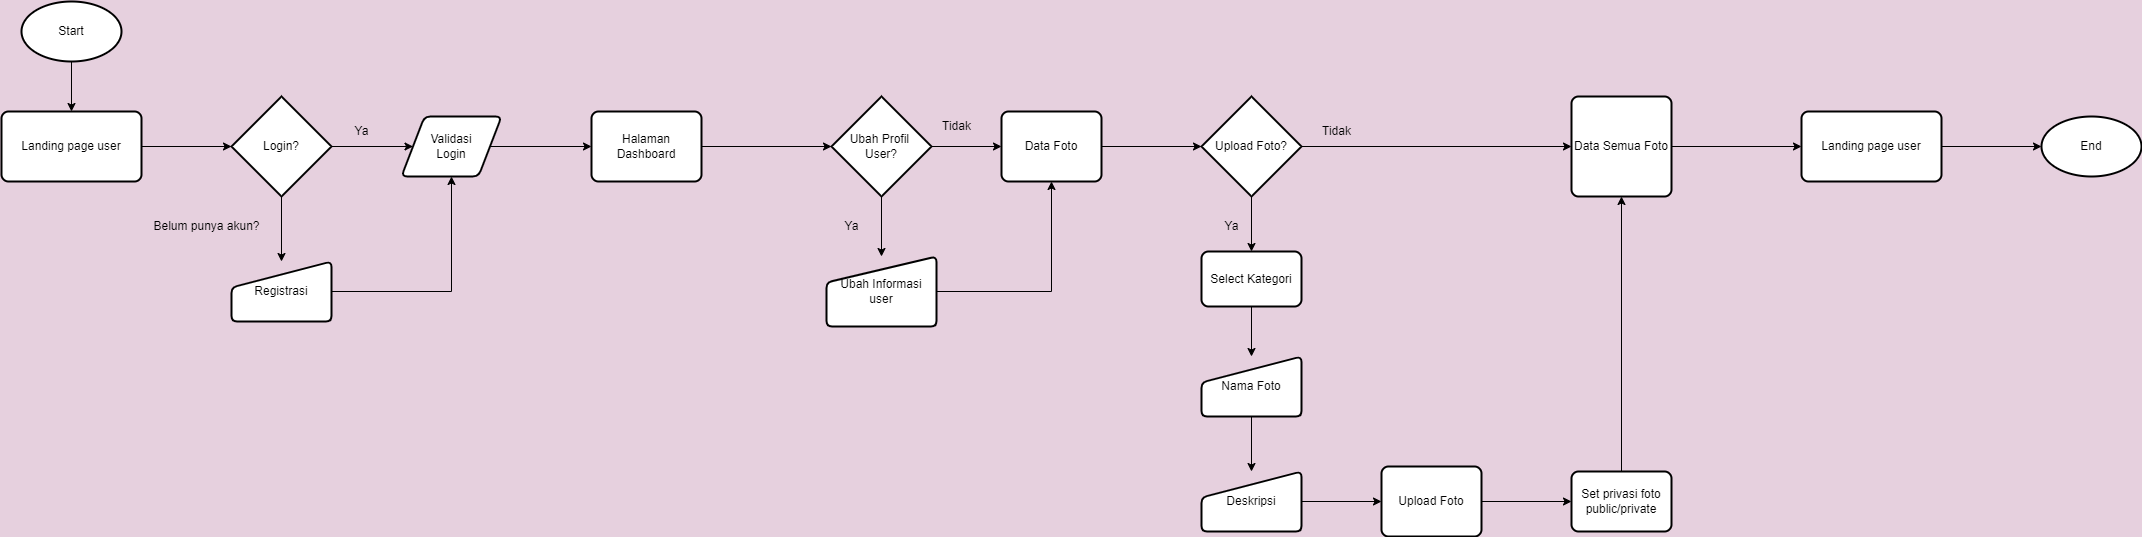 Start
Landing page user
Login?
Ya
Belum punya akun?
Registrasi
Validasi
Login
Halaman
Dashboard
Ubah Profil
User?
Tidak
Ya
Ubah Informasi
user
Data Foto
Upload Foto?
Tidak
Ya
Select Kategori
Nama Foto
Deskripsi
Upload Foto
Set privasi foto
public/private
Data Semua Foto
Landing page user
End